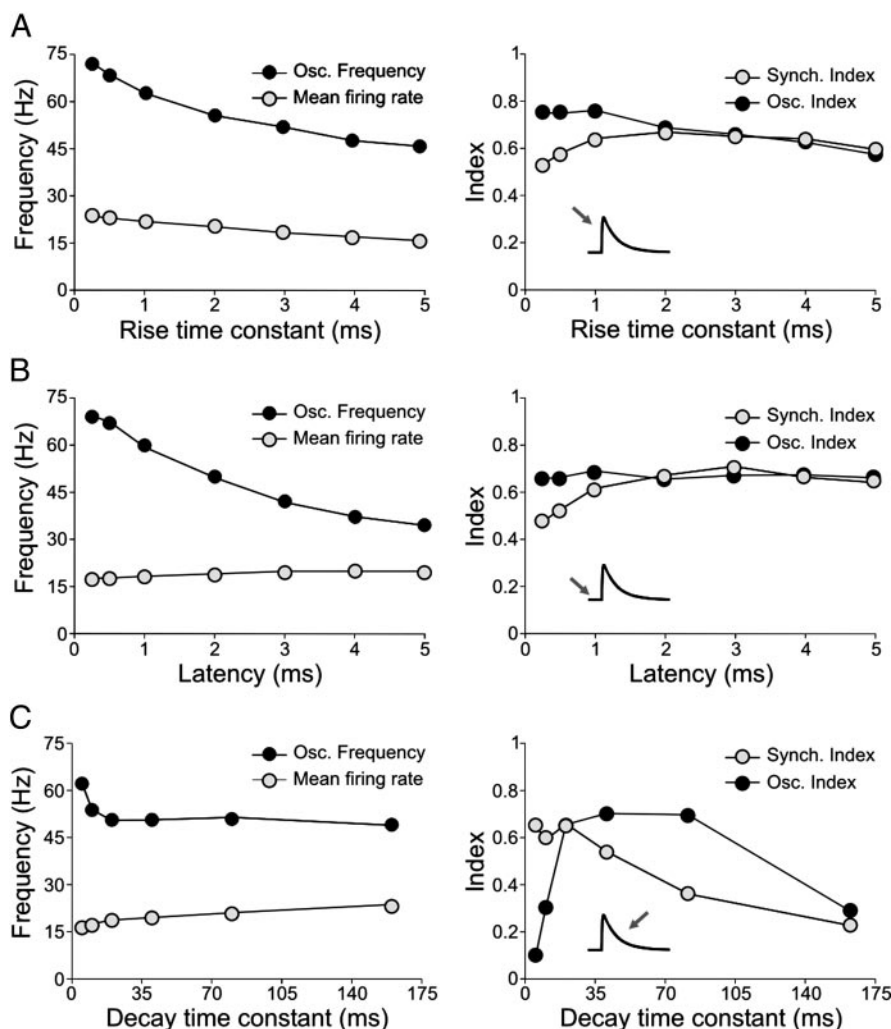 A
75
60
45
30
15
0
Frequency (Hz)
Osc. Frequency
Mean firing rate
0 1 2 3 4 5
Rise time constant (ms)
1
0.8
0.6
0.4
0.2
0
Index
Synch. Index
Osc. Index
0 1 2 3 4 5
Rise time constant (ms)
B
75
60
45
30
15
0
Frequency (Hz)
Osc. Frequency
Mean firing rate
0 1 2 3 4 5
Latency (ms)
1
0.8
0.6
0.4
0.2
0
Index
Synch. Index
Osc. Index
0 1 2 3 4 5
Latency (ms)
C
75
60
45
30
15
0
Frequency (Hz)
Osc. Frequency
Mean firing rate
0 35 70 105 140 175
Decay time constant (ms)
1
0.8
0.6
0.4
0.2
0
Index
Synch. Index
Osc. Index
0 35 70 105 140 175
Decay time constant (ms)